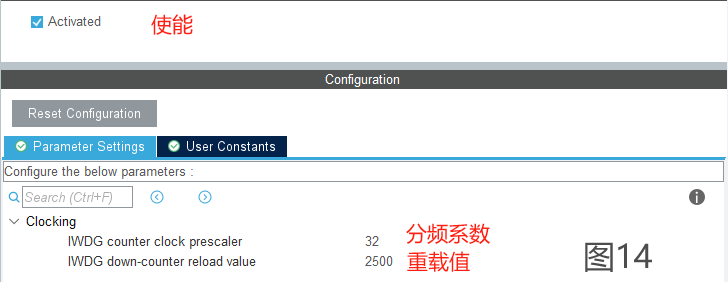 Activated 使能
Configuration
Reset Configuration
Parameter Settings User Constants
Configure the below parameters :
Search (Ctrl+F)
Clocking
IWDG counter clock prescaler 32 分频系数
IWDG down-counter reload value 2500 重载值
图14